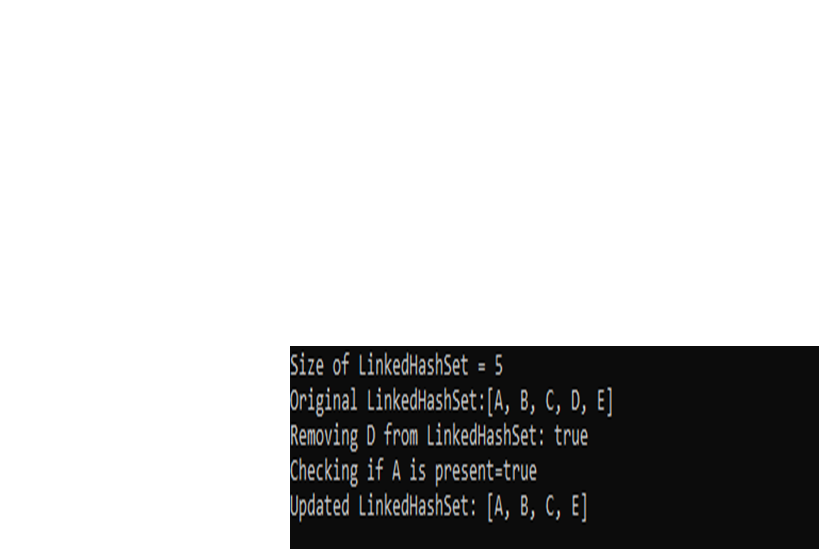 Size of LinkedHashSet = 5
Original LinkedHashSet:[A, B, C, D, E]
Removing D from LinkedHashSet: true
Checking if A is present=true
Updated LinkedHashSet: [A, B, C, E]